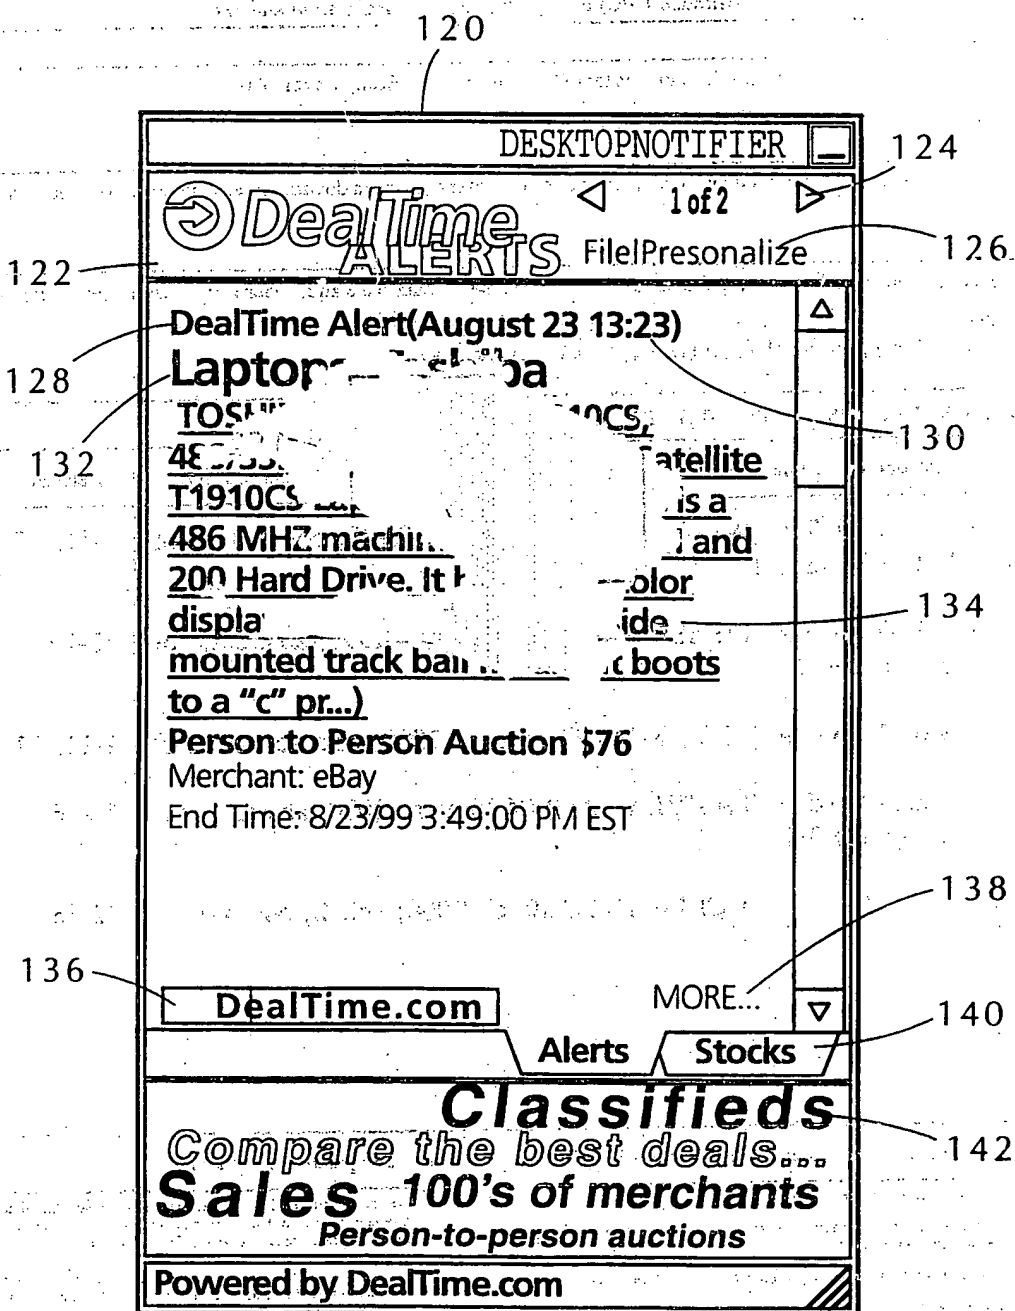 120
DESKTOPNOTIFIER
124
1 of 2
DealTime
ALERTS
File|Presonalize
126
122
DealTime Alert(August 23 13:23)
128
130
132
atellite
T1910CS is a
486 MHZ and
Hard Drive. It
134
mounted track boots
to a “c” pr...)
Person to Person Auction $76
Merchant: eBay
End Time: 8/23/99 3:49:00 PM EST
138
136
DealTime.com
MORE...
140
Alerts
Stocks
Classifieds
142
Compare the best deals...
Sales 100's of merchants
Person-to-person auctions
Powered by DealTime.com